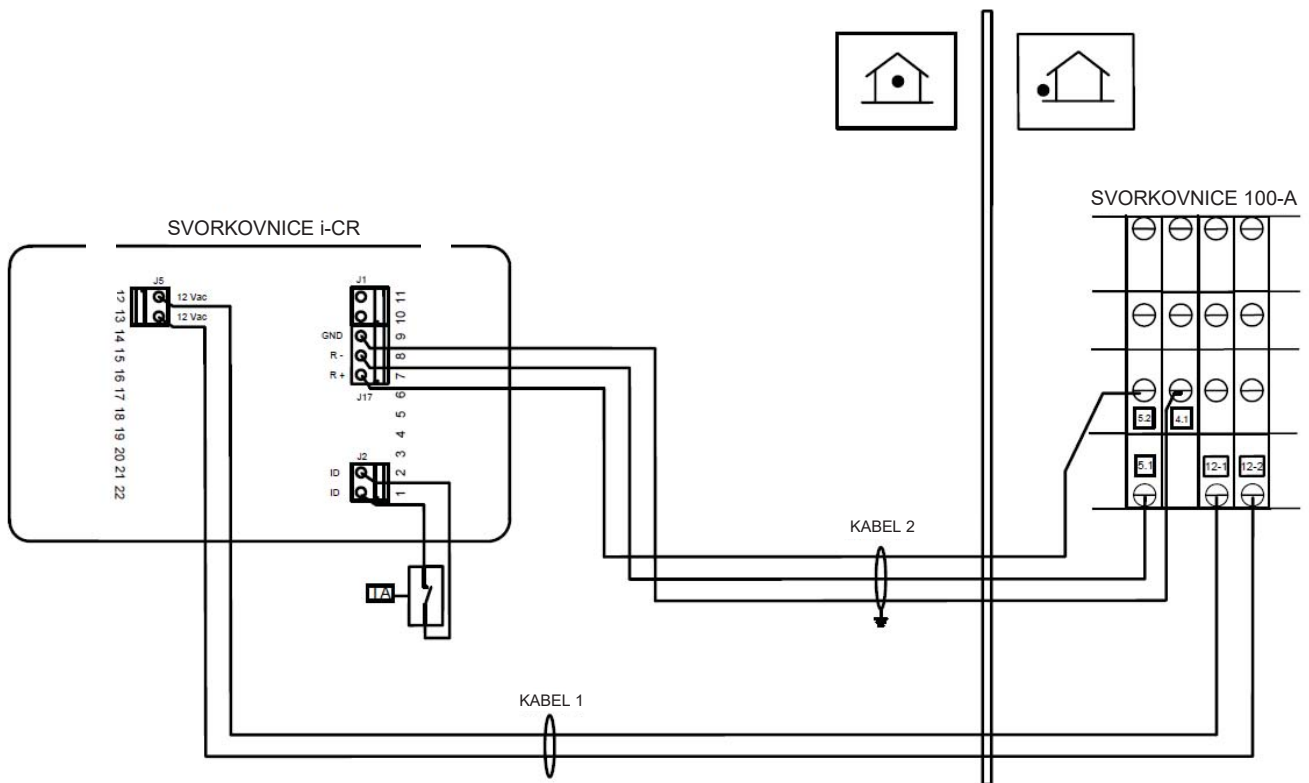 SVORKOVNICE i-CR
SVORKOVNICE 100-A
J5
12 Vac
12 Vac
12
13
14
15
16
17
18
19
20
21
22
J1
GND
R -
R +
J17
11
10
9
8
7
6
5
4
3
2
1
J2
ID
ID
TA
5.2
4.1
5.1
12-1
12-2
KABEL 2
KABEL 1